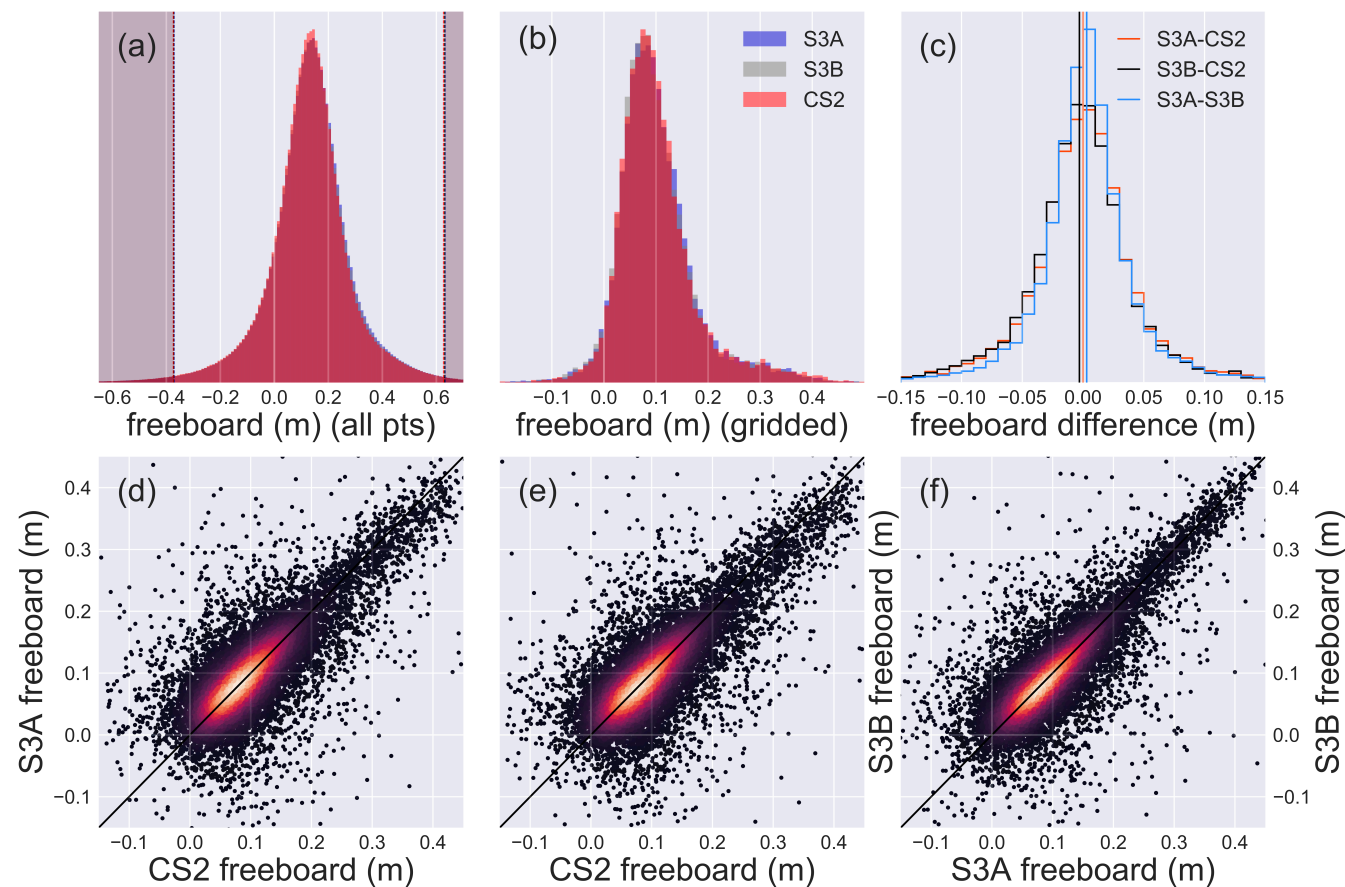 (a)
−0.6 −0.4 −0.2 0.0 0.2 0.4 0.6
freeboard (m) (all pts)
(b)
S3A
S3B
CS2
0.0 0.1 0.2 0.3 0.4
freeboard (m) (gridded)
(c)
S3A-CS2
S3B-CS2
S3A-S3B
−0.15 −0.10 −0.05 0.00 0.05 0.10 0.15
freeboard difference (m)
(d)
S3A freeboard (m)
0.4
0.3
0.2
0.1
0.0
−0.1
−0.1 0.0 0.1 0.2 0.3 0.4
CS2 freeboard (m)
(e)
−0.1 0.0 0.1 0.2 0.3 0.4
CS2 freeboard (m)
S3B freeboard (m)
(f)
−0.1 0.0 0.1 0.2 0.3 0.4
S3A freeboard (m)
0.4
0.3
0.2
0.1
0.0
−0.1
S3B freeboard (m)